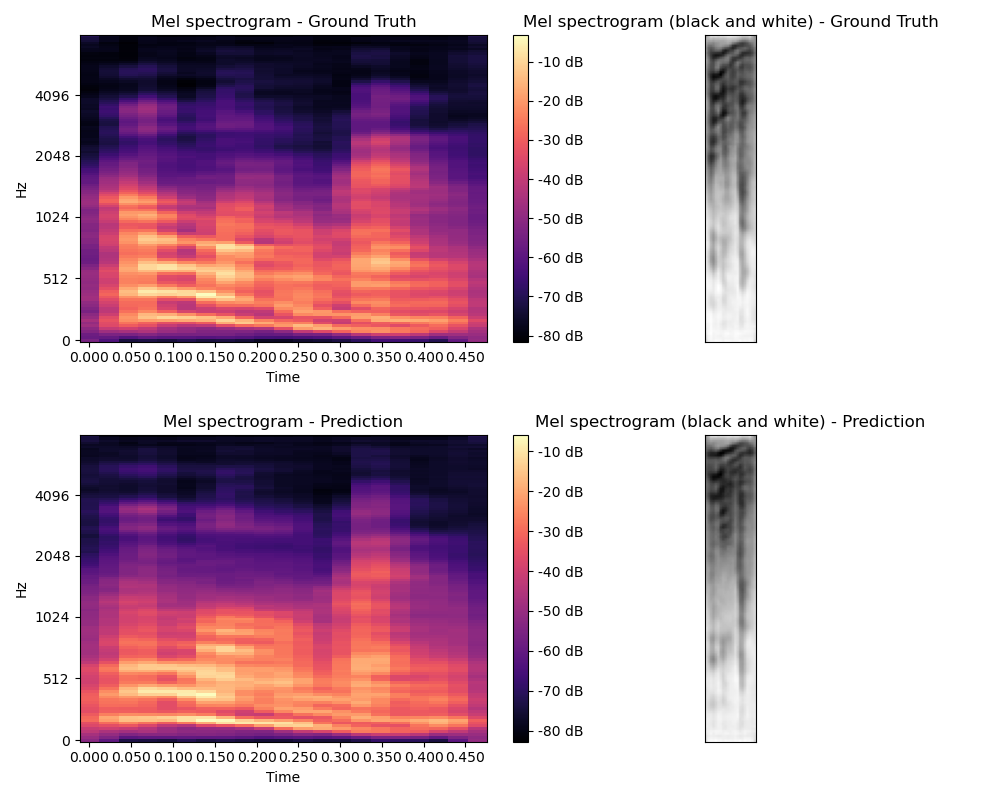 Mel spectrogram - Ground Truth
Mel spectrogram (black and white) - Ground Truth
Hz
4096
2048
1024
512
0
0.000 0.050 0.100 0.150 0.200 0.250 0.300 0.350 0.400 0.450
Time
-10 dB
-20 dB
-30 dB
-40 dB
-50 dB
-60 dB
-70 dB
-80 dB
Mel spectrogram - Prediction
Mel spectrogram (black and white) - Prediction
Hz
4096
2048
1024
512
0
0.000 0.050 0.100 0.150 0.200 0.250 0.300 0.350 0.400 0.450
Time
-10 dB
-20 dB
-30 dB
-40 dB
-50 dB
-60 dB
-70 dB
-80 dB